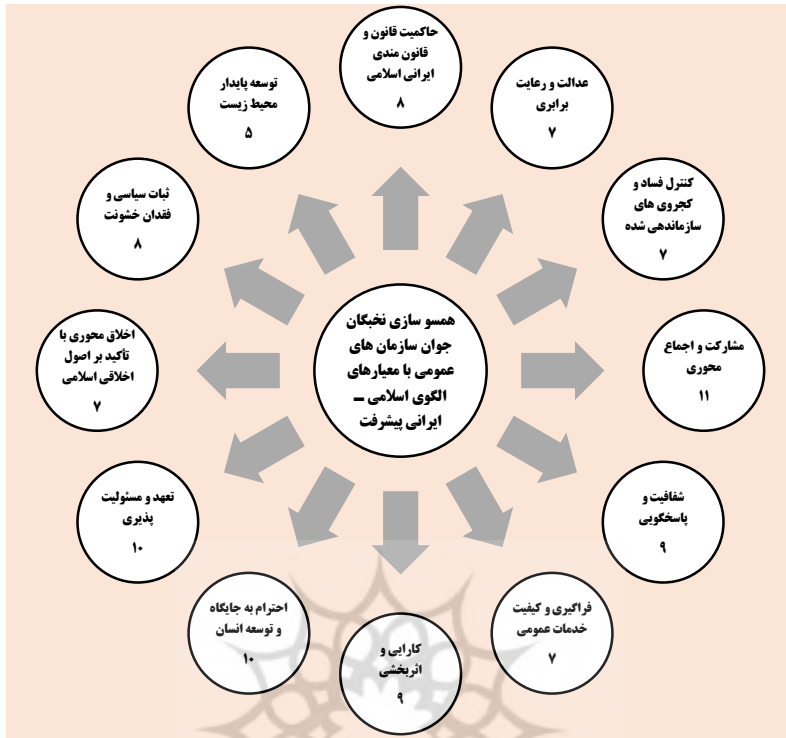 حاکمیت قانون و
قانون مندی
ایرانی اسلامی
۸
عدالت و رعایت
برابری
۷
کنترل فساد و
کجروی های
سازماندهی شده
۷
مشارکت و اجماع
محوری
۱۱
شفافیت و
پاسخگویی
۹
فراگیری و کیفیت
خدمات عمومی
۷
کارایی و
اثربخشی
۹
احترام به جایگاه
و توسعه انسان
۱۰
تعهد و مسئولیت
پذیری
۱۰
اخلاق محوری با
تأکید بر اصول
اخلاقی اسلامی
۷
ثبات سیاسی و
فقدان خشونت
۸
توسعه پایدار
محیط زیست
۵
همسو سازی نخبگان
جوان سازمان های
عمومی با معیارهای
الگوی اسلامی –
ایرانی پیشرفت